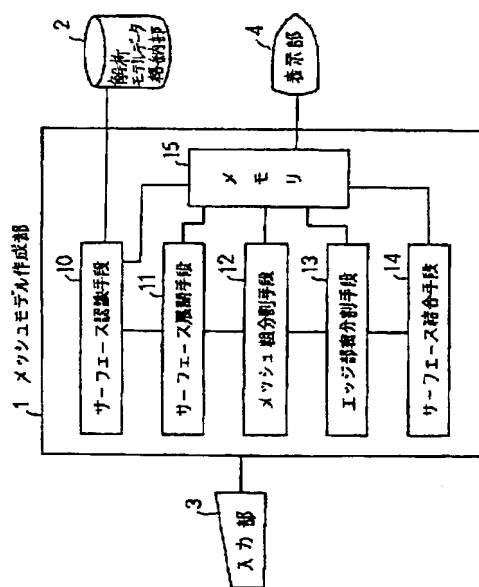 1 メッシュモデル作成部
2
解析
モデルデータ
格納部
10
サーフェース認識手段
11
サーフェース展開手段
12
メッシュ粗分割手段
13
エッジ部密分割手段
14
サーフェース結合手段
15
メモリ
3
入力部
4
表示部